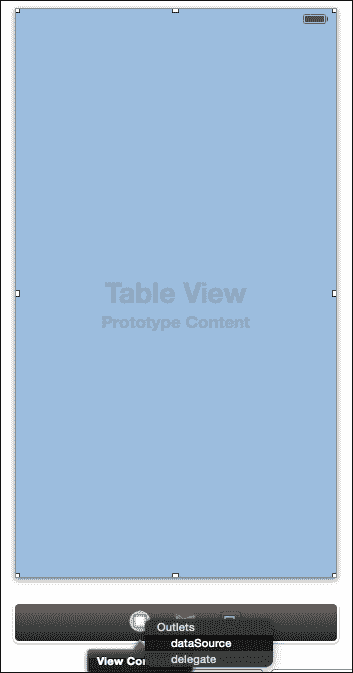 Table View
Prototype Content
Outlets
dataSource
delegate
View Co